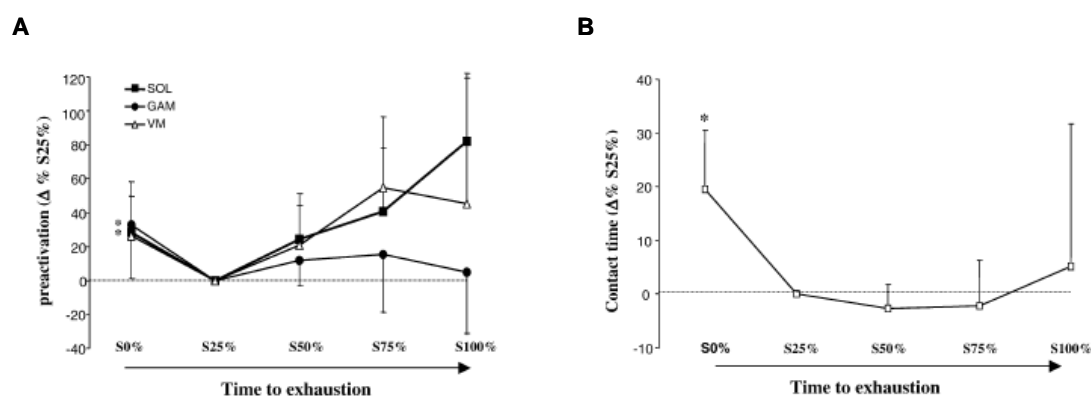 A
preactivation (Δ % S25%)
120
100
80
60
40
20
0
-20
-40
SOL
GAM
VM
*
*
S0% S25% S50% S75% S100%
Time to exhaustion
B
Contact time (Δ% S25%)
40
30
20
10
0
-10
*
S0% S25% S50% S75% S100%
Time to exhaustion